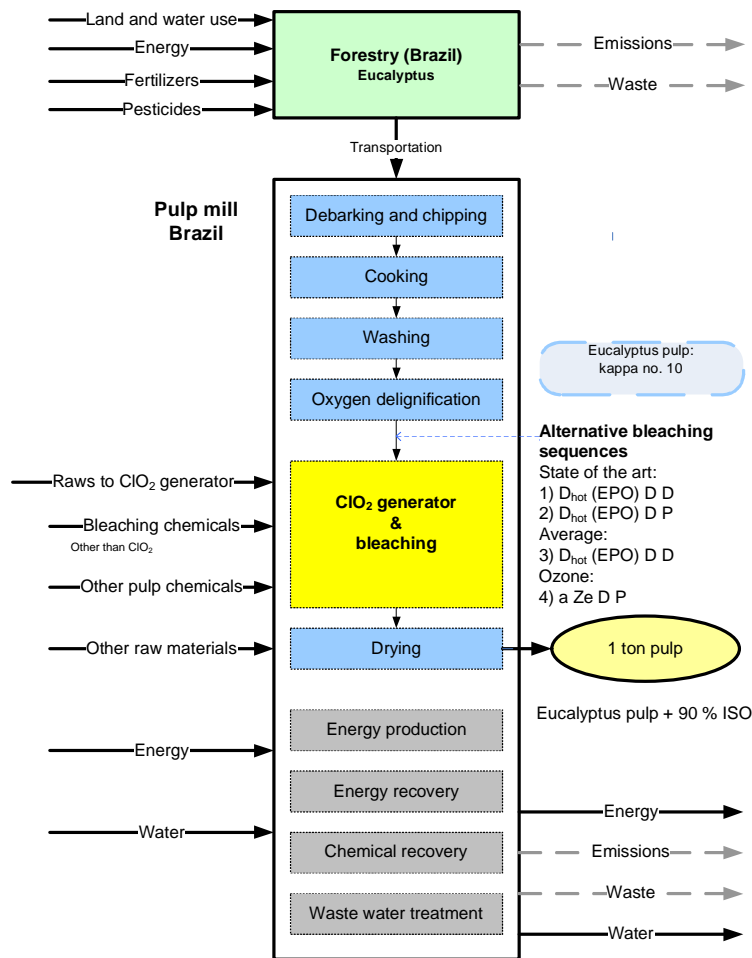 Land and water use
Energy
Fertilizers
Pesticides
Forestry (Brazil)
Eucalyptus
Emissions
Waste
Transportation
Pulp mill
Brazil
Debarking and chipping
Cooking
Washing
Oxygen delignification
Eucalyptus pulp:
kappa no. 10
Alternative bleaching
sequences
State of the art:
1) Dhot (EPO) D D
2) Dhot (EPO) D P
Average:
3) Dhot (EPO) D D
Ozone:
4) a Ze D P
Raws to ClO₂ generator
Bleaching chemicals
Other than ClO₂
Other pulp chemicals
Other raw materials
ClO₂ generator
&
bleaching
Drying
1 ton pulp
Eucalyptus pulp + 90 % ISO
Energy production
Energy recovery
Chemical recovery
Waste water treatment
Energy
Water
Energy
Emissions
Waste
Water